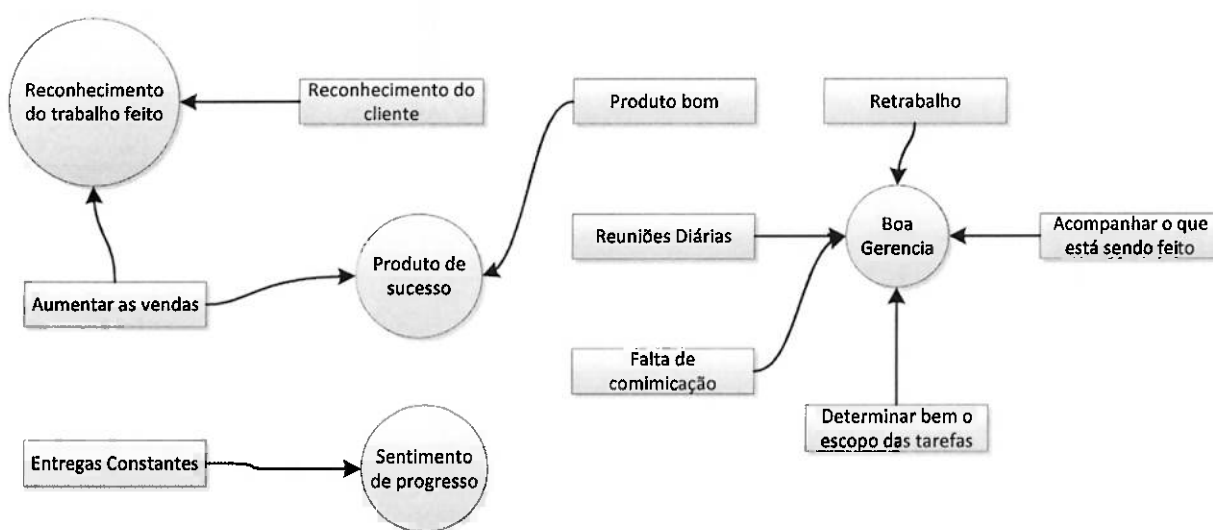 Reconhecimento
do trabalho feito
Reconhecimento do
cliente
Produto bom
Retrabalho
Reuniões Diárias
Boa
Gerencia
Acompanhar o que
está sendo feito
Produto de
sucesso
Aumentar as vendas
Falta de
comimicação
Determinar bem o
escopo das tarefas
Entregas Constantes
Sentimento
de progresso